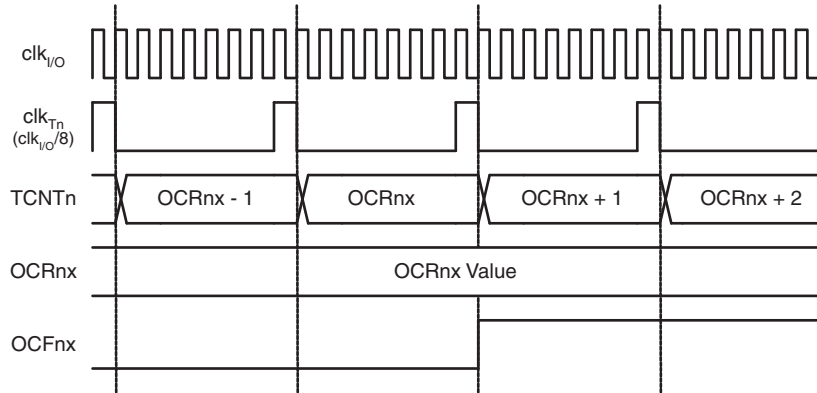 clkI/O
clkTn
(clkI/O/8)
TCNTn OCRnx - 1 OCRnx OCRnx + 1 OCRnx + 2
OCRnx OCRnx Value
OCFnx